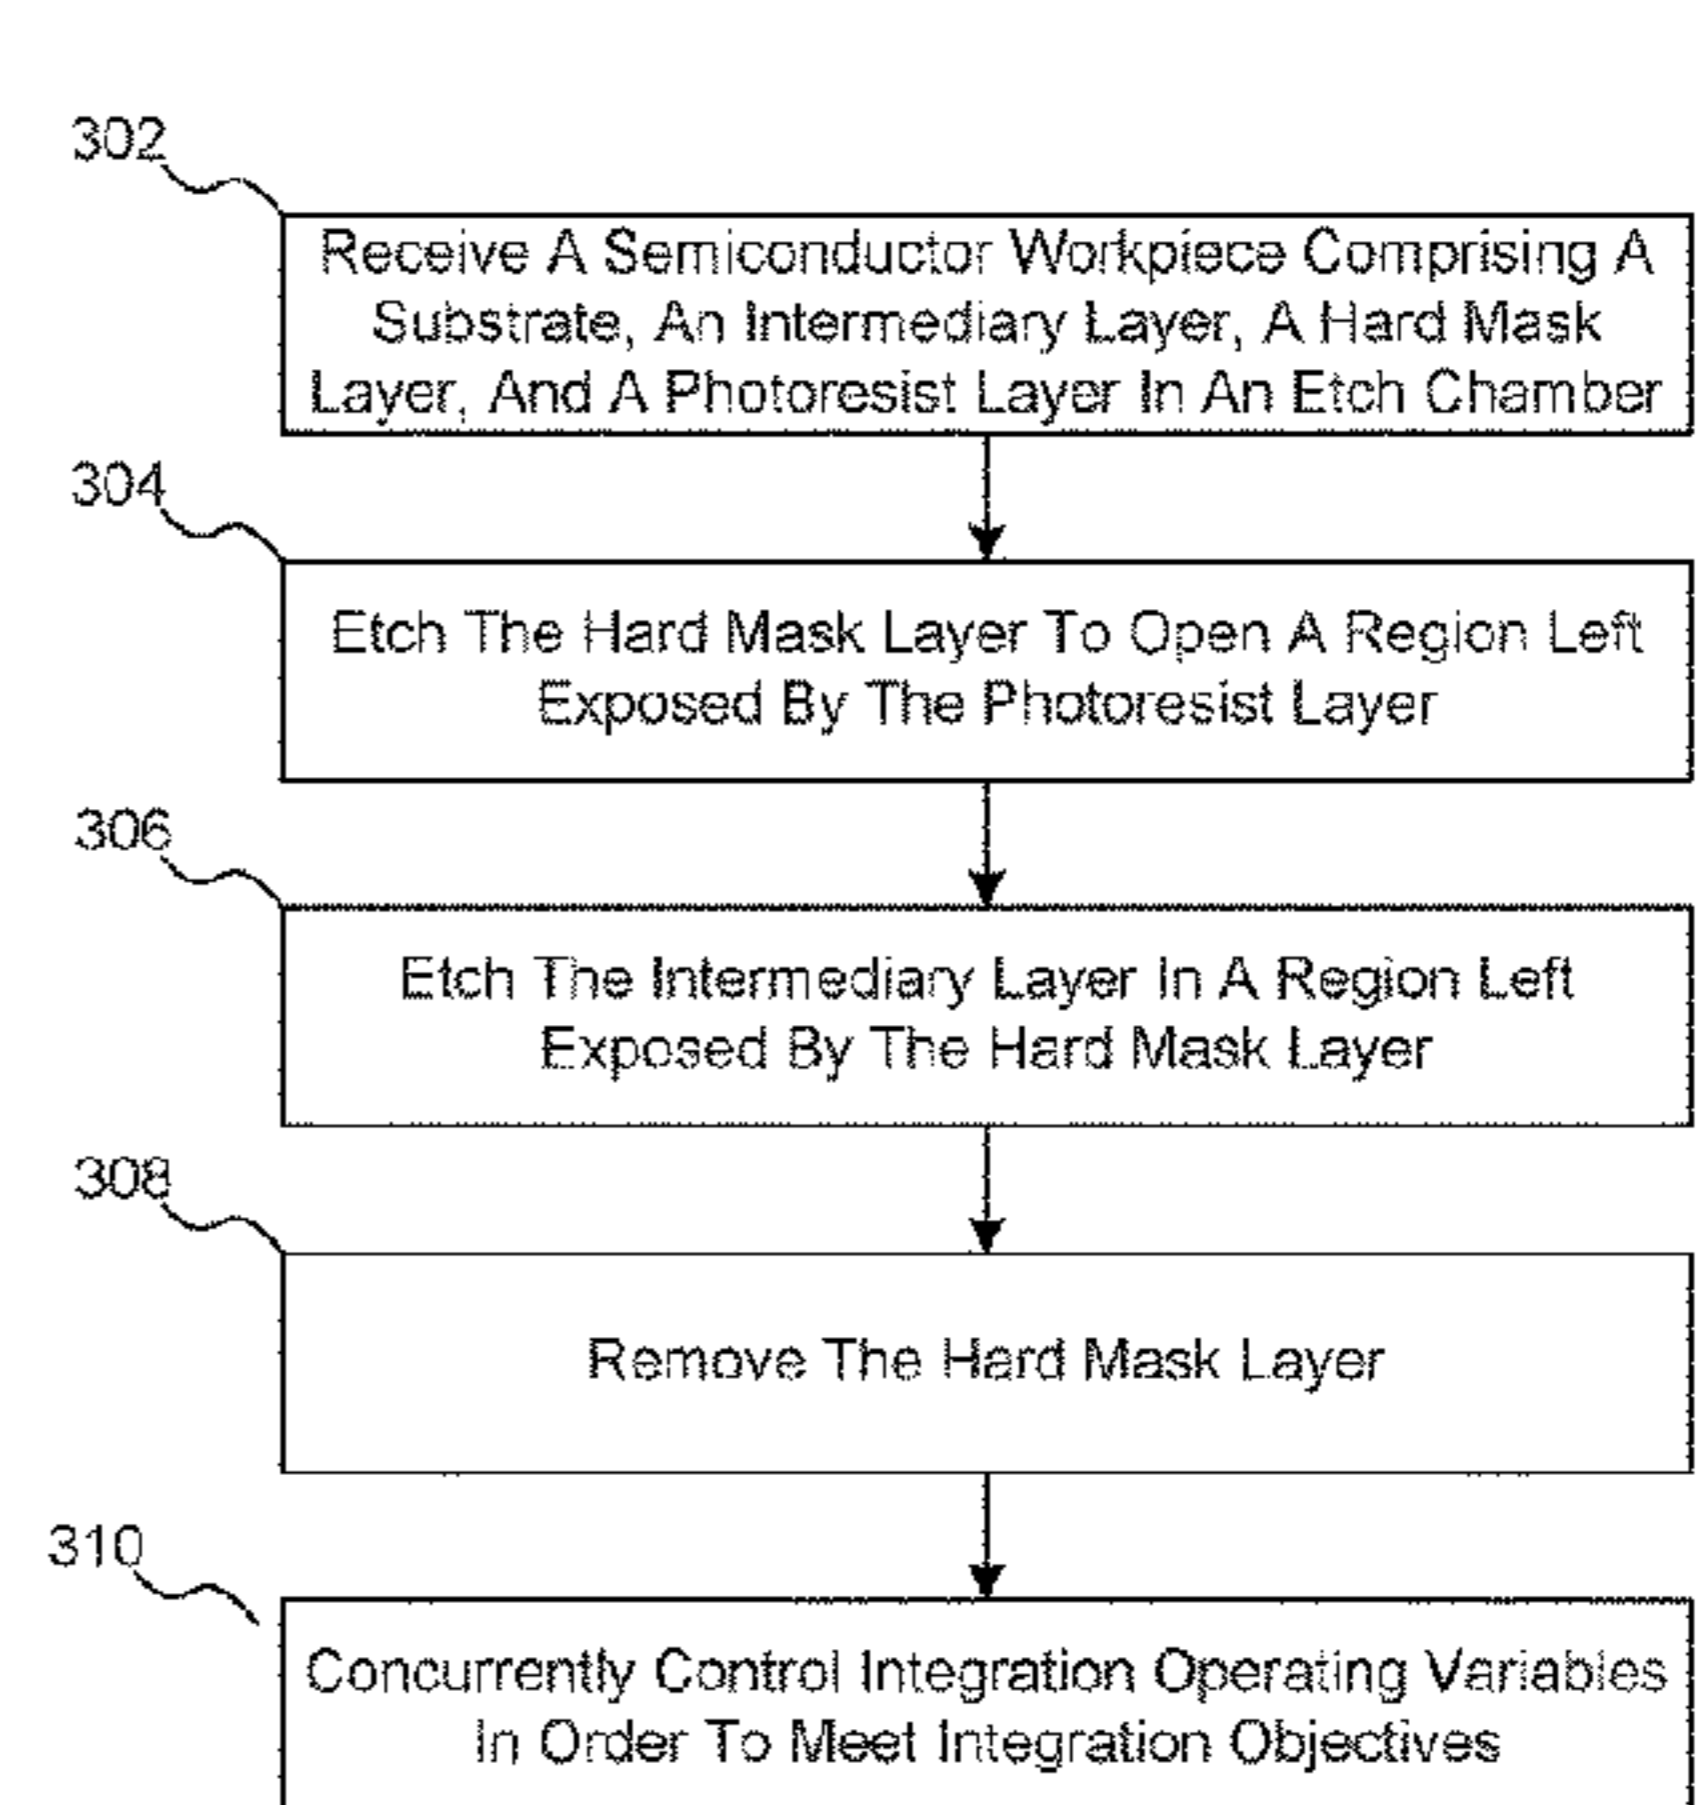 302
Receive A Semiconductor Workpiece Comprising A
Substrate, An Intermediary Layer, A Hard Mask
Layer, And A Photoresist Layer In An Etch Chamber
304
Etch The Hard Mask Layer To Open A Region Left
Exposed By The Photoresist Layer
306
Etch The Intermediary Layer In A Region Left
Exposed By The Hard Mask Layer
308
Remove The Hard Mask Layer
310
Concurrently Control Integration Operating Variables
In Order To Meet Integration Objectives